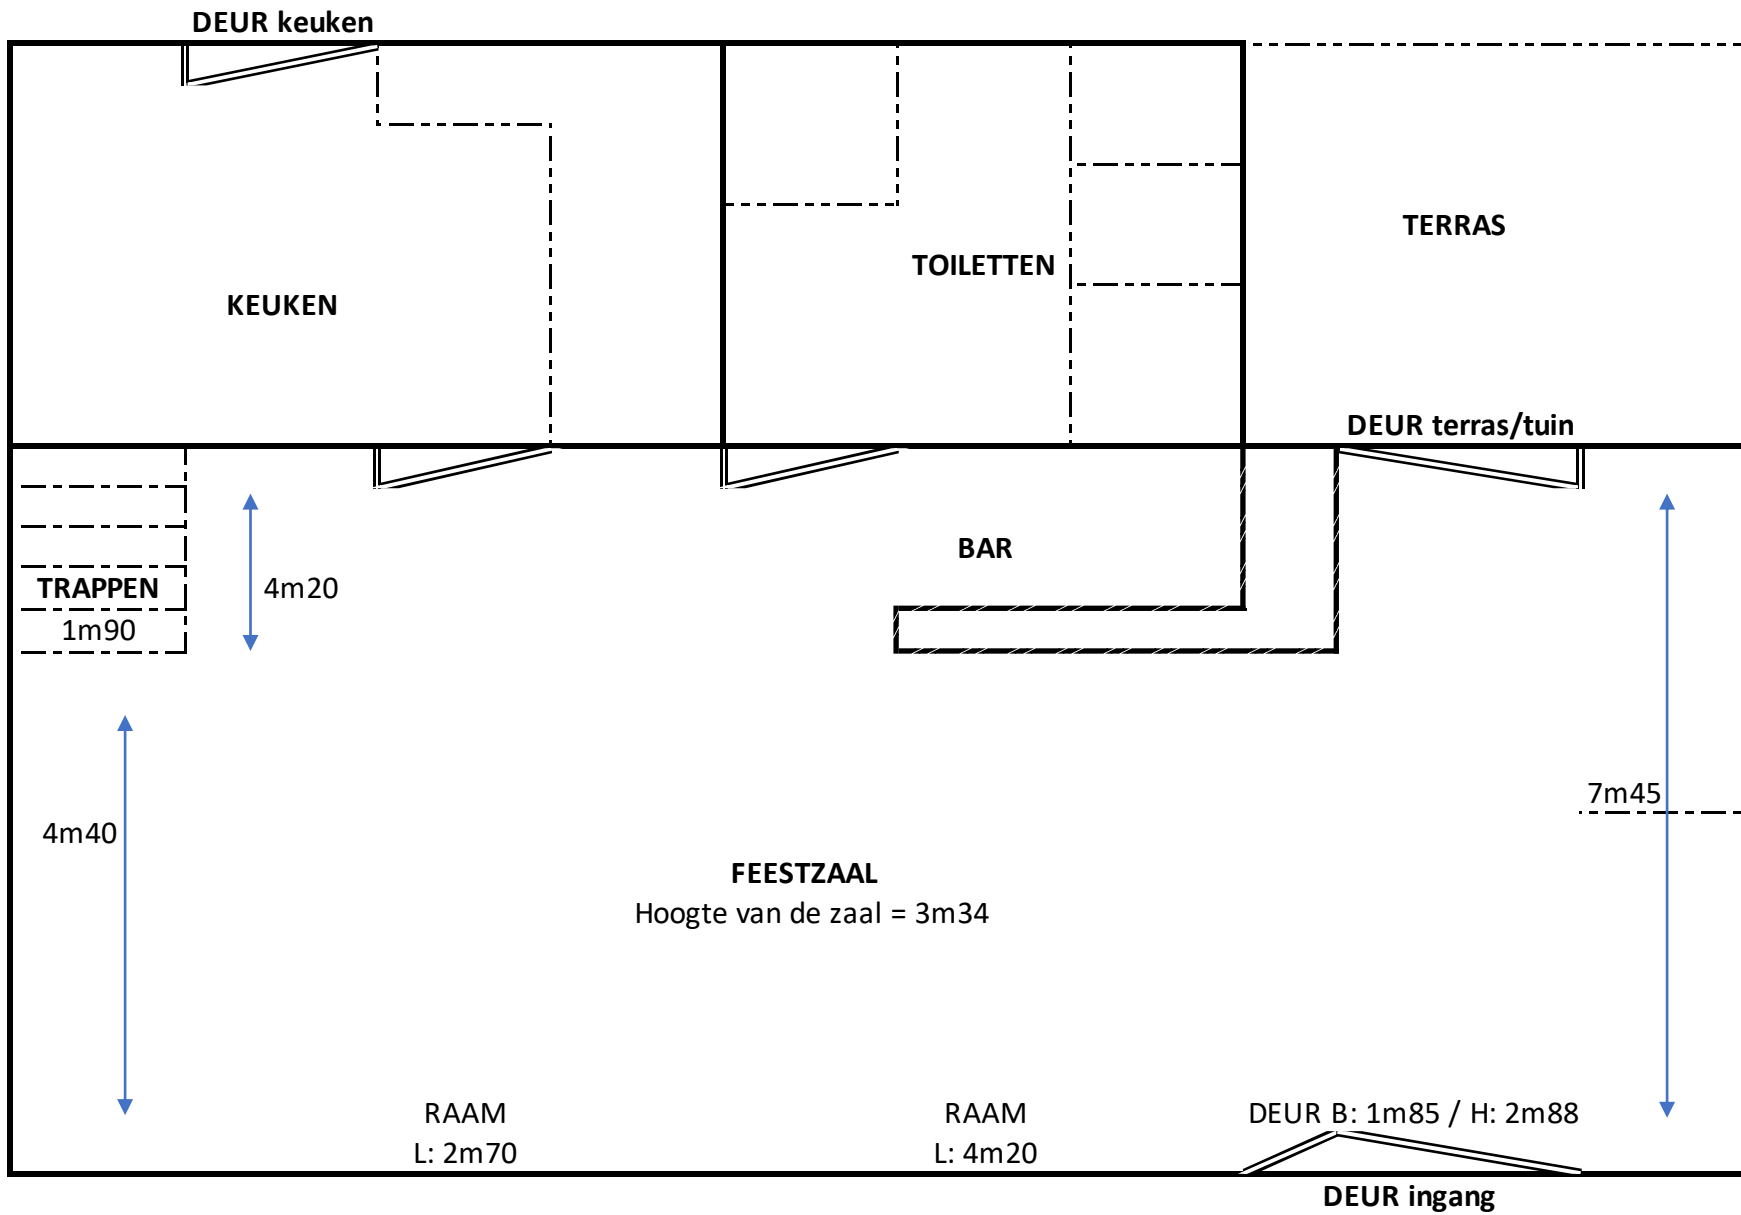 DEUR keuken
TERRAS
TOILETTEN
KEUKEN
DEUR terras/tuin
BAR
TRAPPEN
4m20
1m90
7m45
4m40
FEESTZAAL
Hoogte van de zaal = 3m34
RAAM
L: 2m70
RAAM
L: 4m20
DEUR B: 1m85 / H: 2m88
DEUR ingang